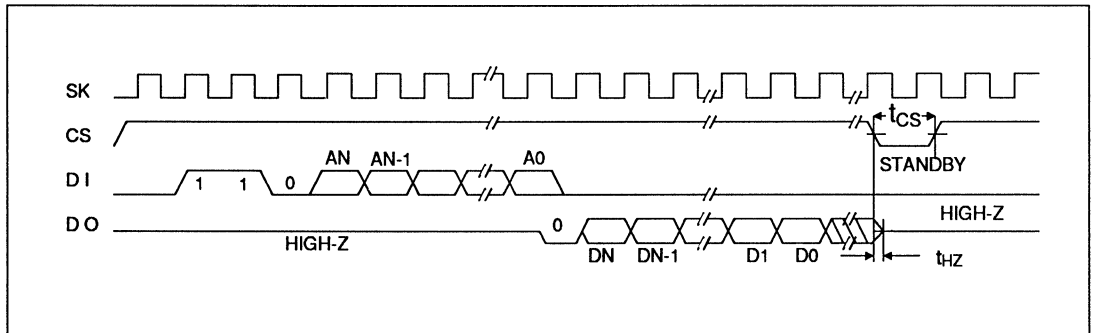 SK
tCS
CS
STANDBY
AN AN-1 A0
DI 1 1 0
HIGH-Z
DO 0
HIGH-Z
DN DN-1 D1 D0 tHZ